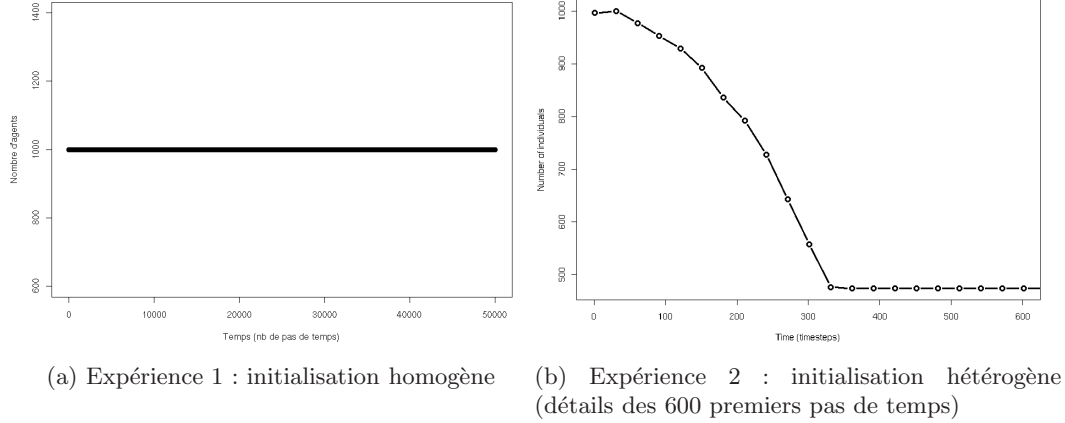 1400
1200
1000
800
600
Nombre d'agents
0 10000 20000 30000 40000 50000
Temps (nb de pas de temps)
(a) Expérience 1 : initialisation homogène
1000
900
800
700
600
500
Number of individuals
0 100 200 300 400 500 600
Time (timesteps)
(b) Expérience 2 : initialisation hétérogène
(détails des 600 premiers pas de temps)